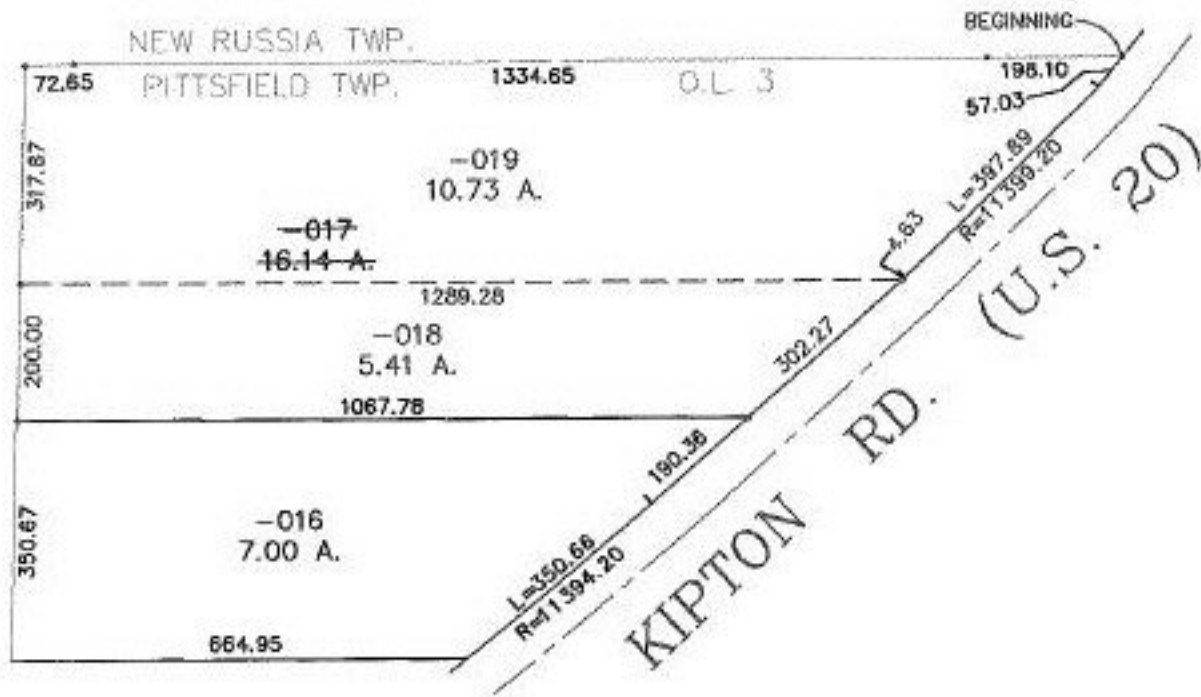 BEGINNING
NEW RUSSIA TWP.
72.65
PITTSFIELD TWP.
1334.65
O.L. 3
198.10
57.03
317.87
-019
10.73 A.
L=397.89
R=11399.20
-017
16.14 A.
4.63
1289.28
(U.S. 20)
200.00
-018
5.41 A.
302.27
1067.78
190.36
KIPTON RD.
350.67
-016
7.00 A.
L=350.66
R=11394.20
664.95